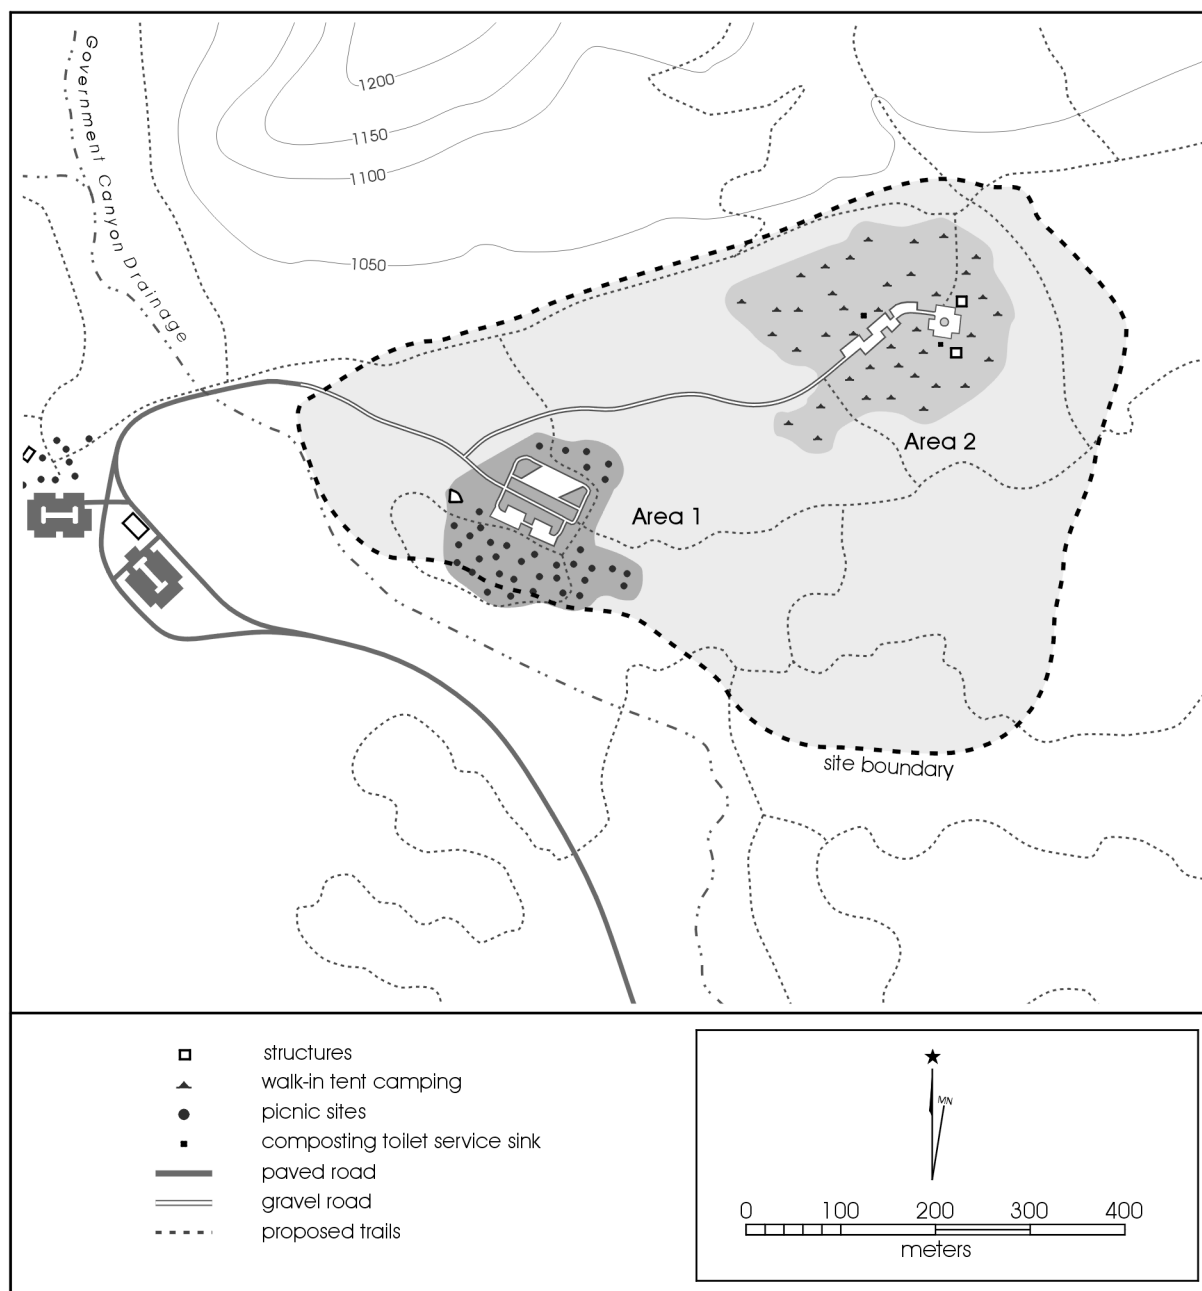 Government Canyon Drainage
1200
1150
1100
1050
Area 2
Area 1
site boundary
structures
walk-in tent camping
picnic sites
composting toilet service sink
paved road
gravel road
proposed trails
MN
0 100 200 300 400
meters